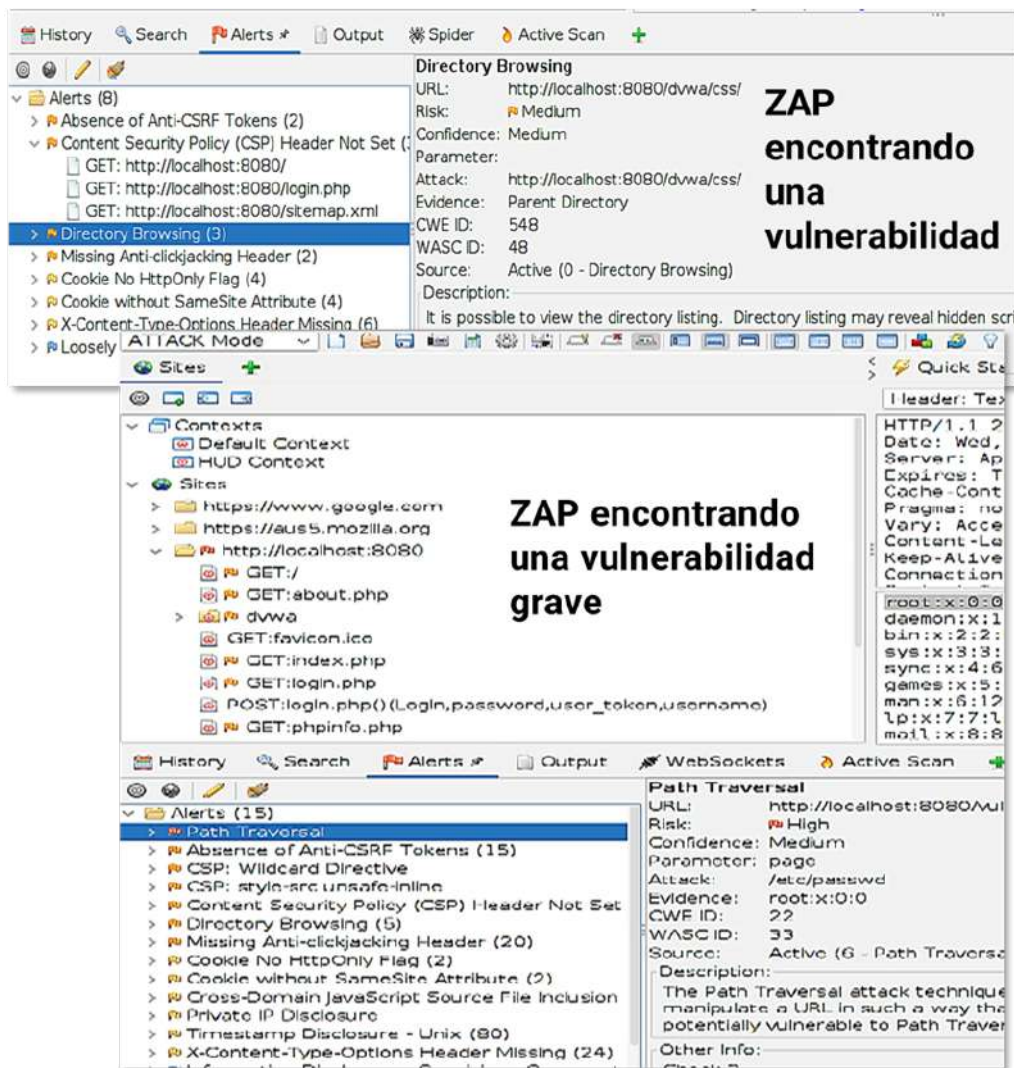 History Search Alerts Output Spider Active Scan
Alerts (8)
Absence of Anti-CSRF Tokens (2)
Content Security Policy (CSP) Header Not Set (
GET: http://localhost:8080/
GET: http://localhost:8080/login.php
GET: http://localhost:8080/sitemap.xml
Directory Browsing (3)
Missing Anti-clickjacking Header (2)
Cookie No HttpOnly Flag (4)
Cookie without SameSite Attribute (4)
X-Content-Type-Options Header Missing (6)
Loosely
Directory Browsing
URL: http://localhost:8080/dvwa/css/
Risk: Medium
Confidence: Medium
Parameter:
Attack: http://localhost:8080/dvwa/css/
Evidence: Parent Directory
CWE ID: 548
WASC ID: 48
Source: Active (0 - Directory Browsing)
Description:
It is possible to view the directory listing. Directory listing may reveal hidden scri
ZAP
encontrando
una
vulnerabilidad
ATTACK Mode
Sites
Quick Sta
Header: Tex
Contexts
Default Context
HUD Context
Sites
https://www.google.com
https://aus5.mozilla.org
http://localhost:8080
GET:/
GET:about.php
dvwa
GET:favicon.ico
GET:index.php
GET:login.php
POST:login.php()(Login,password,user_token,username)
GET:phpinfo.php
ZAP encontrando
una vulnerabilidad
grave
HTTP/1.1 2
Date: Wed,
Server: Ap
Expires: T
Cache-Cont
Pragma: no
Vary: Acce
Content-Le
Keep-Alive
Connection
root:x:0:0
daemon:x:1
bin:x:2:2:
sys:x:3:3:
sync:x:4:6
games:x:5:
man:x:6:12
lp:x:7:7:l
mail:x:8:8
History Search Alerts Output WebSockets Active Scan
Alerts (15)
Path Traversal
Absence of Anti-CSRF Tokens (15)
CSP: Wildcard Directive
CSP: style-src unsafe-inline
Content Security Policy (CSP) Header Not Set
Directory Browsing (5)
Missing Anti-clickjacking Header (20)
Cookie No HttpOnly Flag (2)
Cookie without SameSite Attribute (2)
Cross-Domain JavaScript Source File Inclusion
Private IP Disclosure
Timestamp Disclosure - Unix (80)
X-Content-Type-Options Header Missing (24)
Path Traversal
URL: http://localhost:8080/vul
Risk: High
Confidence: Medium
Parameter: page
Attack: /etc/passwd
Evidence: root:x:0:0
CWE ID: 22
WASC ID: 33
Source: Active (6 - Path Traversa
Description:
The Path Traversal attack technique
manipulate a URL in such a way tha
potentially vulnerable to Path Traver
Other Info: